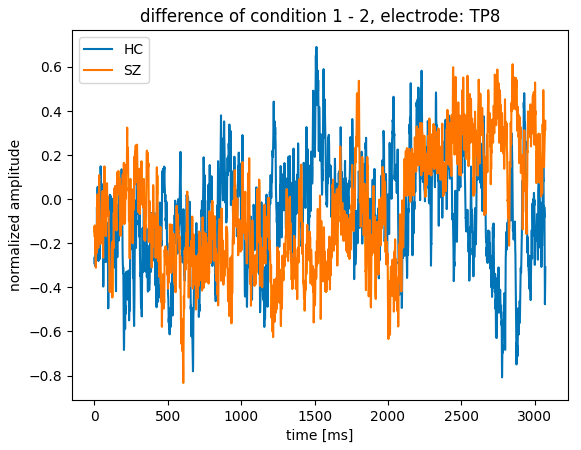 difference of condition 1 - 2, electrode: TP8
HC
SZ
normalized amplitude
0.6
0.4
0.2
0.0
−0.2
−0.4
−0.6
−0.8
0 500 1000 1500 2000 2500 3000
time [ms]